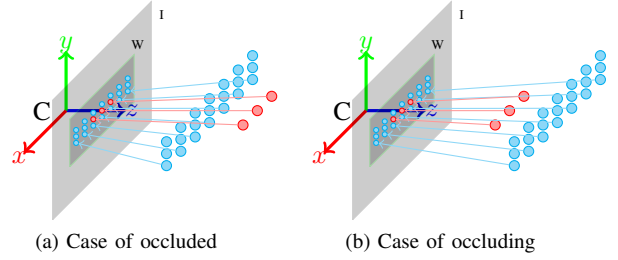 I
W
y
C
z
x
(a) Case of occluded
I
W
y
C
z
x
(b) Case of occluding